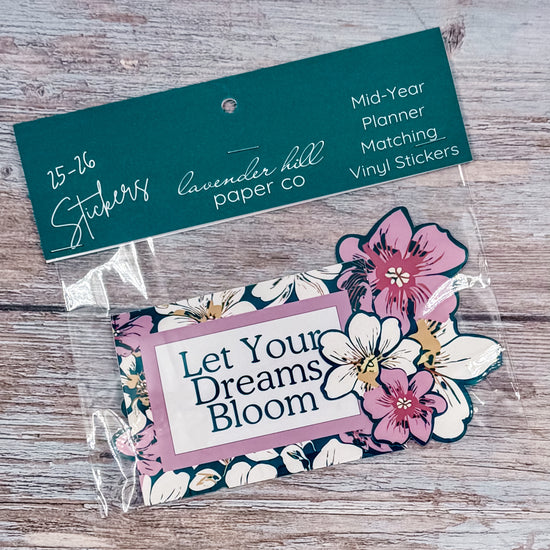 25-26
Stickers
lavender hill
paper co
Mid-Year
Planner
Matching
Vinyl Stickers
Let Your
Dreams
Bloom